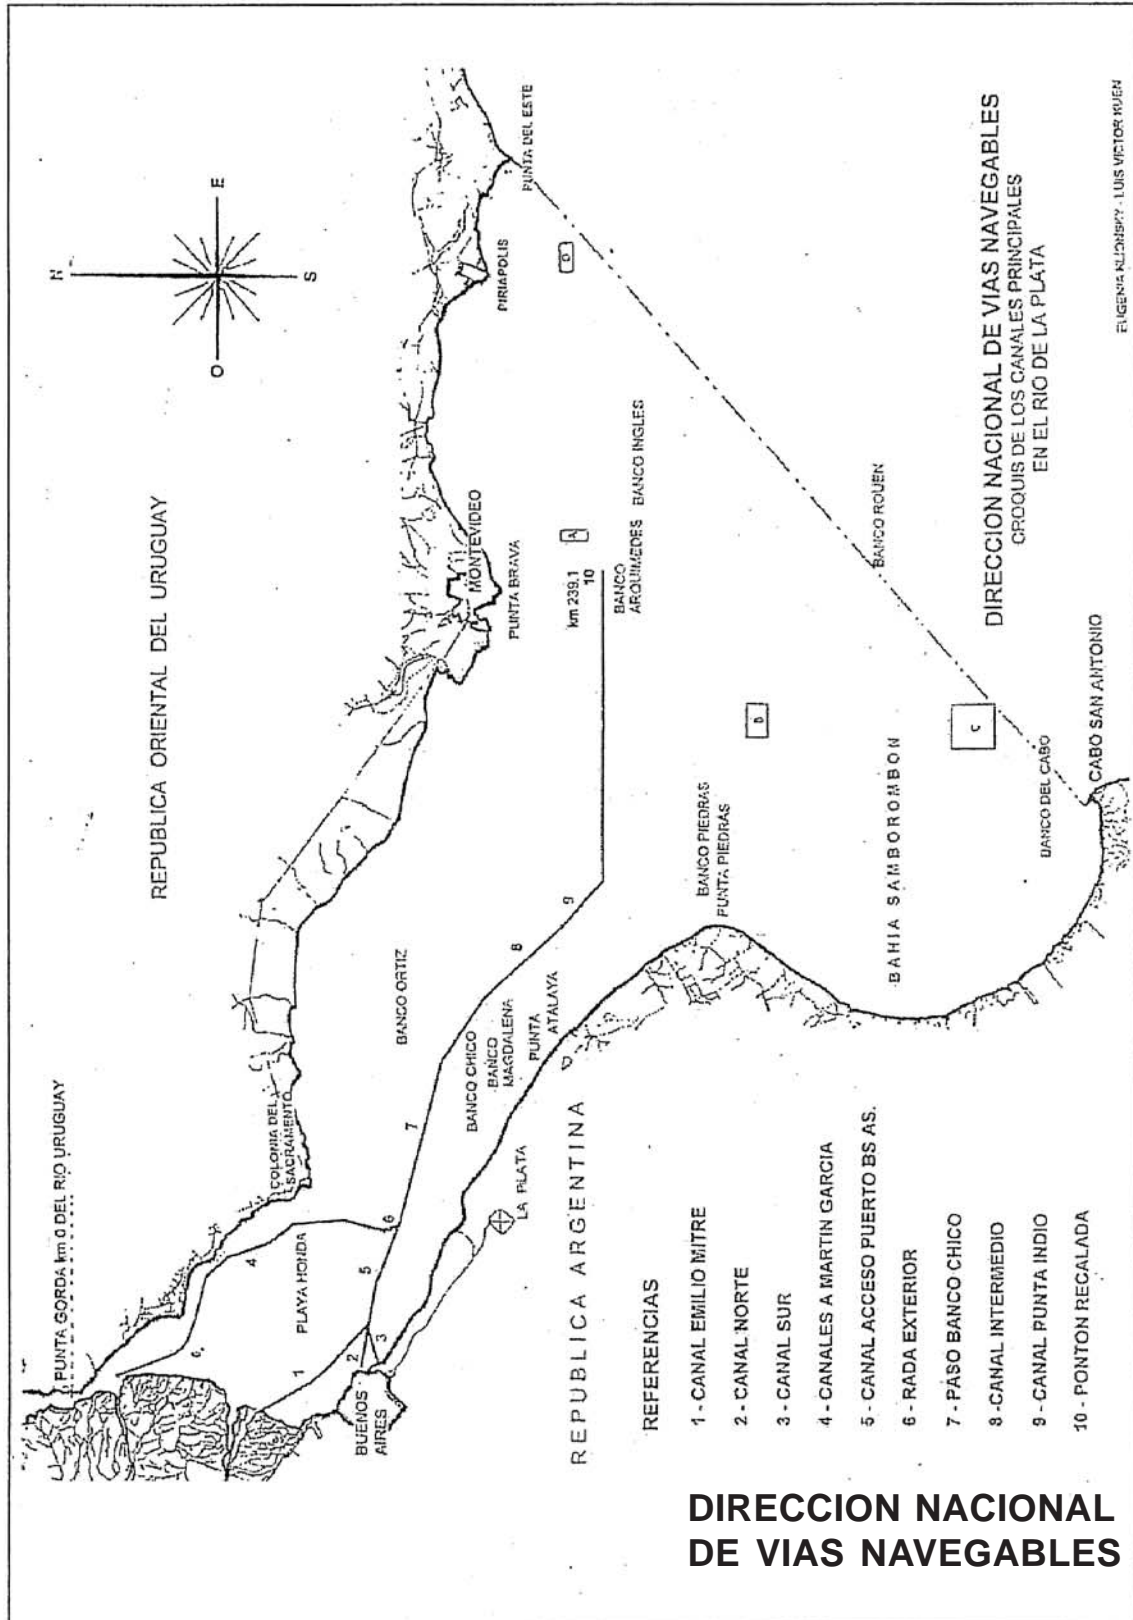 N
O
E
S
REPUBLICA ORIENTAL DEL URUGUAY
PUNTA GORDA km 0 DEL RIO URUGUAY
COLONIA DEL
SACRAMENTO
PLAYA HONDA
BANCO ORTIZ
MONTEVIDEO
PUNTA BRAVA
PIRIAPOLIS
PUNTA DEL ESTE
D
A
km 239.1
10
BANCO
ARQUIMEDES
BANCO INGLES
BUENOS
AIRES
1
2
3
4
5
6
7
8
9
BANCO CHICO
BANCO
MAGDALENA
PUNTA
ATALAYA
LA PLATA
BANCO PIEDRAS
PUNTA PIEDRAS
B
BANCO ROUEN
BAHIA SAMBOROMBON
C
BANCO DEL CABO
CABO SAN ANTONIO
REPUBLICA ARGENTINA
REFERENCIAS
1 - CANAL EMILIO MITRE
2 - CANAL NORTE
3 - CANAL SUR
4 - CANALES A MARTIN GARCIA
5 - CANAL ACCESO PUERTO BS AS.
6 - RADA EXTERIOR
7 - PASO BANCO CHICO
8 -CANAL INTERMEDIO
9 - CANAL PUNTA INDIO
10 - PONTON RECALADA
DIRECCION NACIONAL DE VIAS NAVEGABLES
CROQUIS DE LOS CANALES PRINCIPALES
EN EL RIO DE LA PLATA
EUGENIA - LUIS VICTOR
DIRECCION NACIONAL
DE VIAS NAVEGABLES